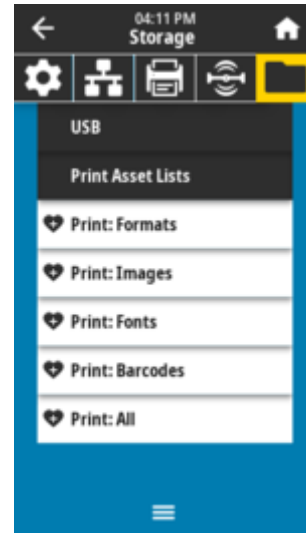 04:11 PM
Storage
USB
Print Asset Lists
Print: Formats
Print: Images
Print: Fonts
Print: Barcodes
Print: All